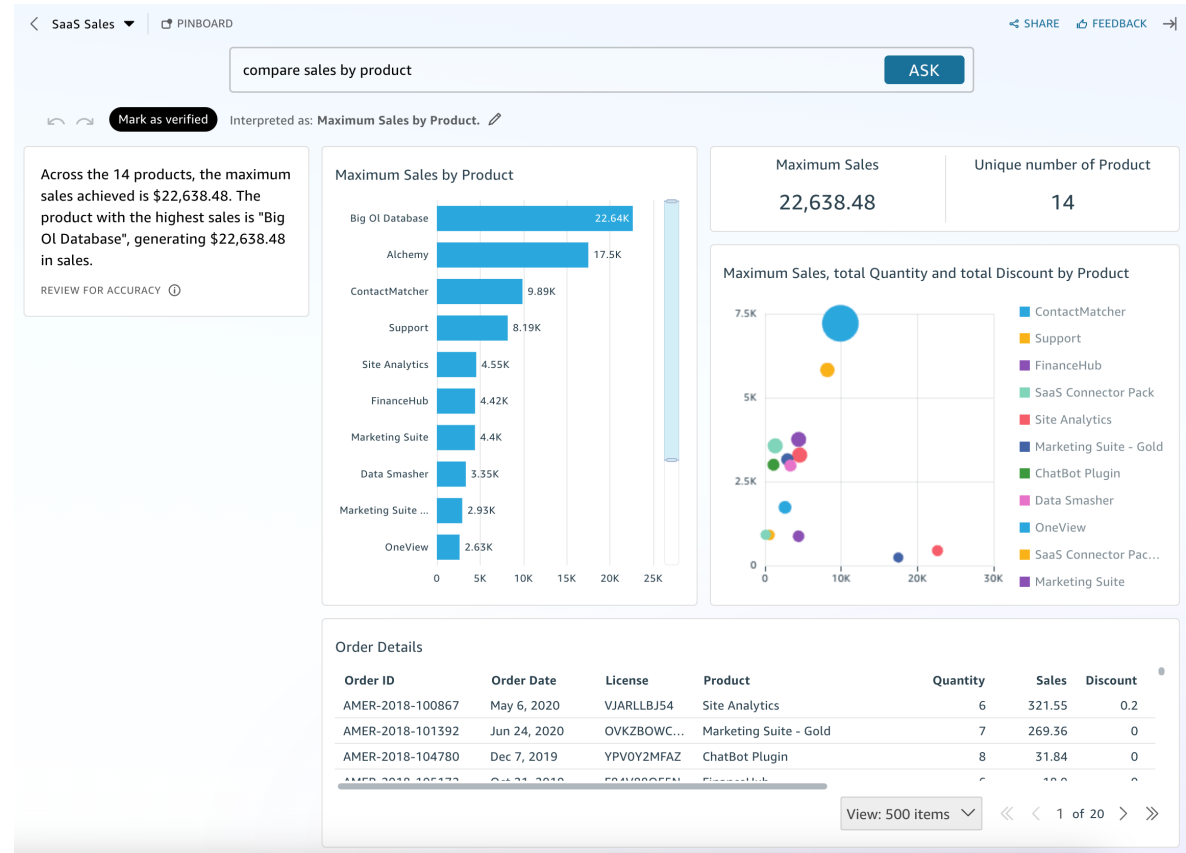 SaaS Sales
PINBOARD
SHARE
FEEDBACK
compare sales by product
ASK
Mark as verified
Interpreted as: Maximum Sales by Product.
Across the 14 products, the maximum
sales achieved is $22,638.48. The
product with the highest sales is "Big
Ol Database", generating $22,638.48
in sales.
REVIEW FOR ACCURACY
Maximum Sales by Product
Big Ol Database 22.64K
Alchemy 17.5K
ContactMatcher 9.89K
Support 8.19K
Site Analytics 4.55K
FinanceHub 4.42K
Marketing Suite 4.4K
Data Smasher 3.35K
Marketing Suite ... 2.93K
OneView 2.63K
0 5K 10K 15K 20K 25K
Maximum Sales
22,638.48
Unique number of Product
14
Maximum Sales, total Quantity and total Discount by Product
7.5K
5K
2.5K
0
0 10K 20K 30K
ContactMatcher
Support
FinanceHub
SaaS Connector Pack
Site Analytics
Marketing Suite - Gold
ChatBot Plugin
Data Smasher
OneView
SaaS Connector Pac...
Marketing Suite
Order Details
Order ID Order Date License Product Quantity Sales Discount
AMER-2018-100867 May 6, 2020 VJARLLBJ54 Site Analytics 6 321.55 0.2
AMER-2018-101392 Jun 24, 2020 OVKZBOWC... Marketing Suite - Gold 7 269.36 0
AMER-2018-104780 Dec 7, 2019 YPV0Y2MFAZ ChatBot Plugin 8 31.84 0
View: 500 items
1 of 20